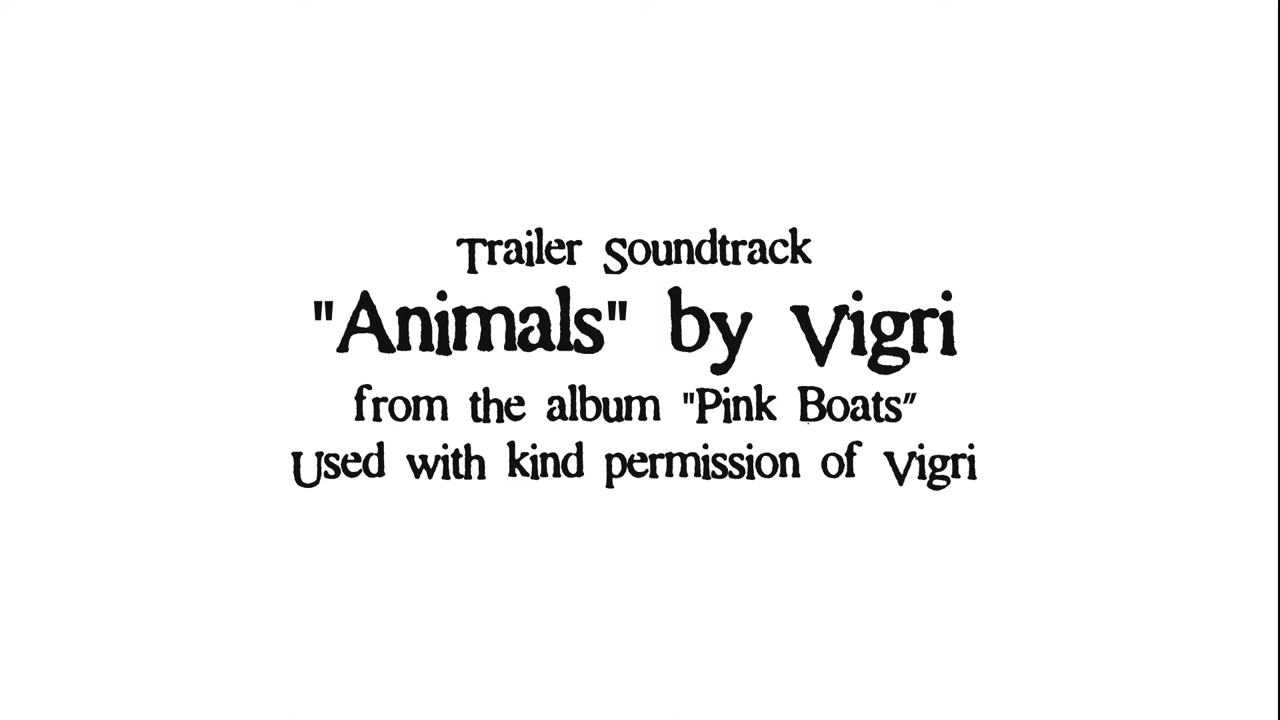 Trailer Soundtrack
"Animals" by Vigri
from the album "Pink Boats"
Used with kind permission of Vigri